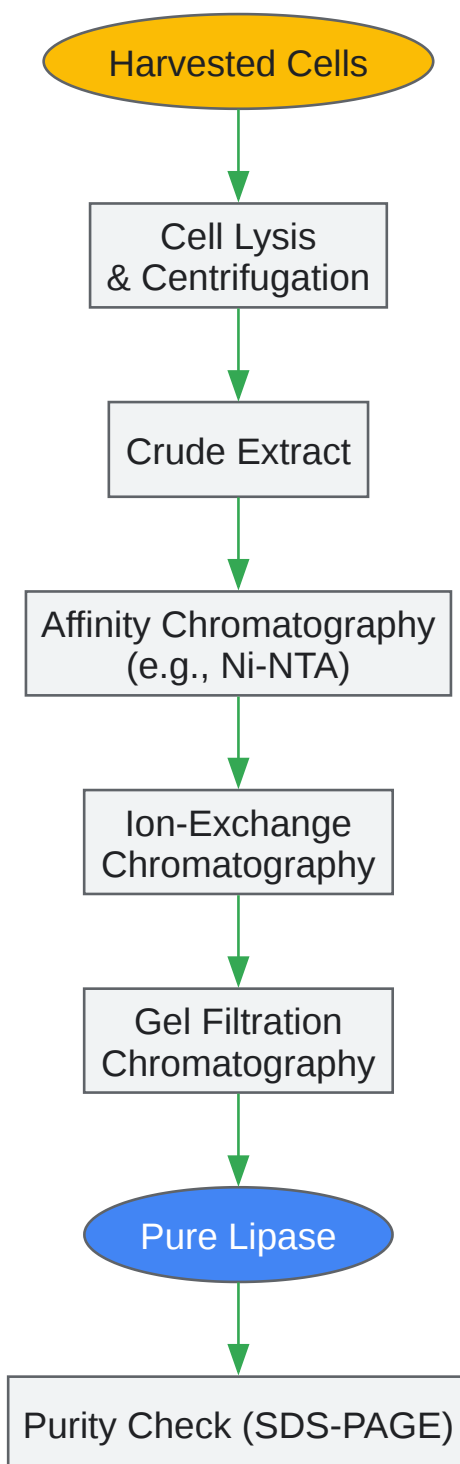 Harvested Cells
Cell Lysis
& Centrifugation
Crude Extract
Affinity Chromatography
(e.g., Ni-NTA)
Ion-Exchange
Chromatography
Gel Filtration
Chromatography
Pure Lipase
Purity Check (SDS-PAGE)